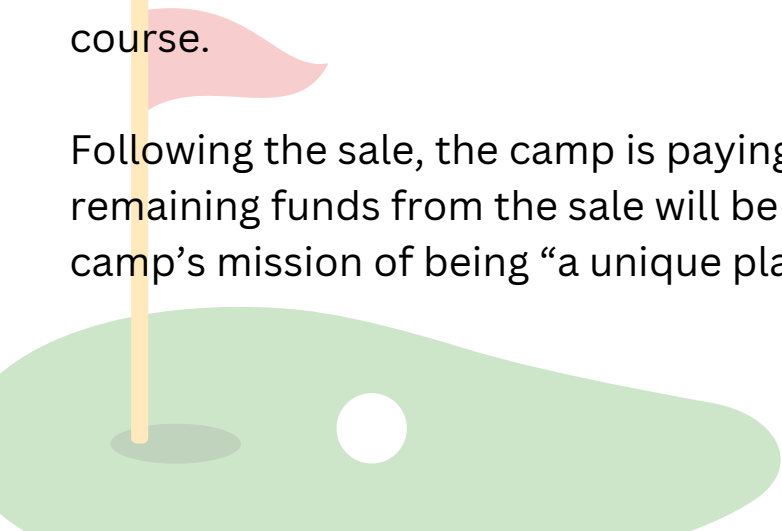 course.
Following the sale, the camp is paying
remaining funds from the sale will be
camp’s mission of being “a unique